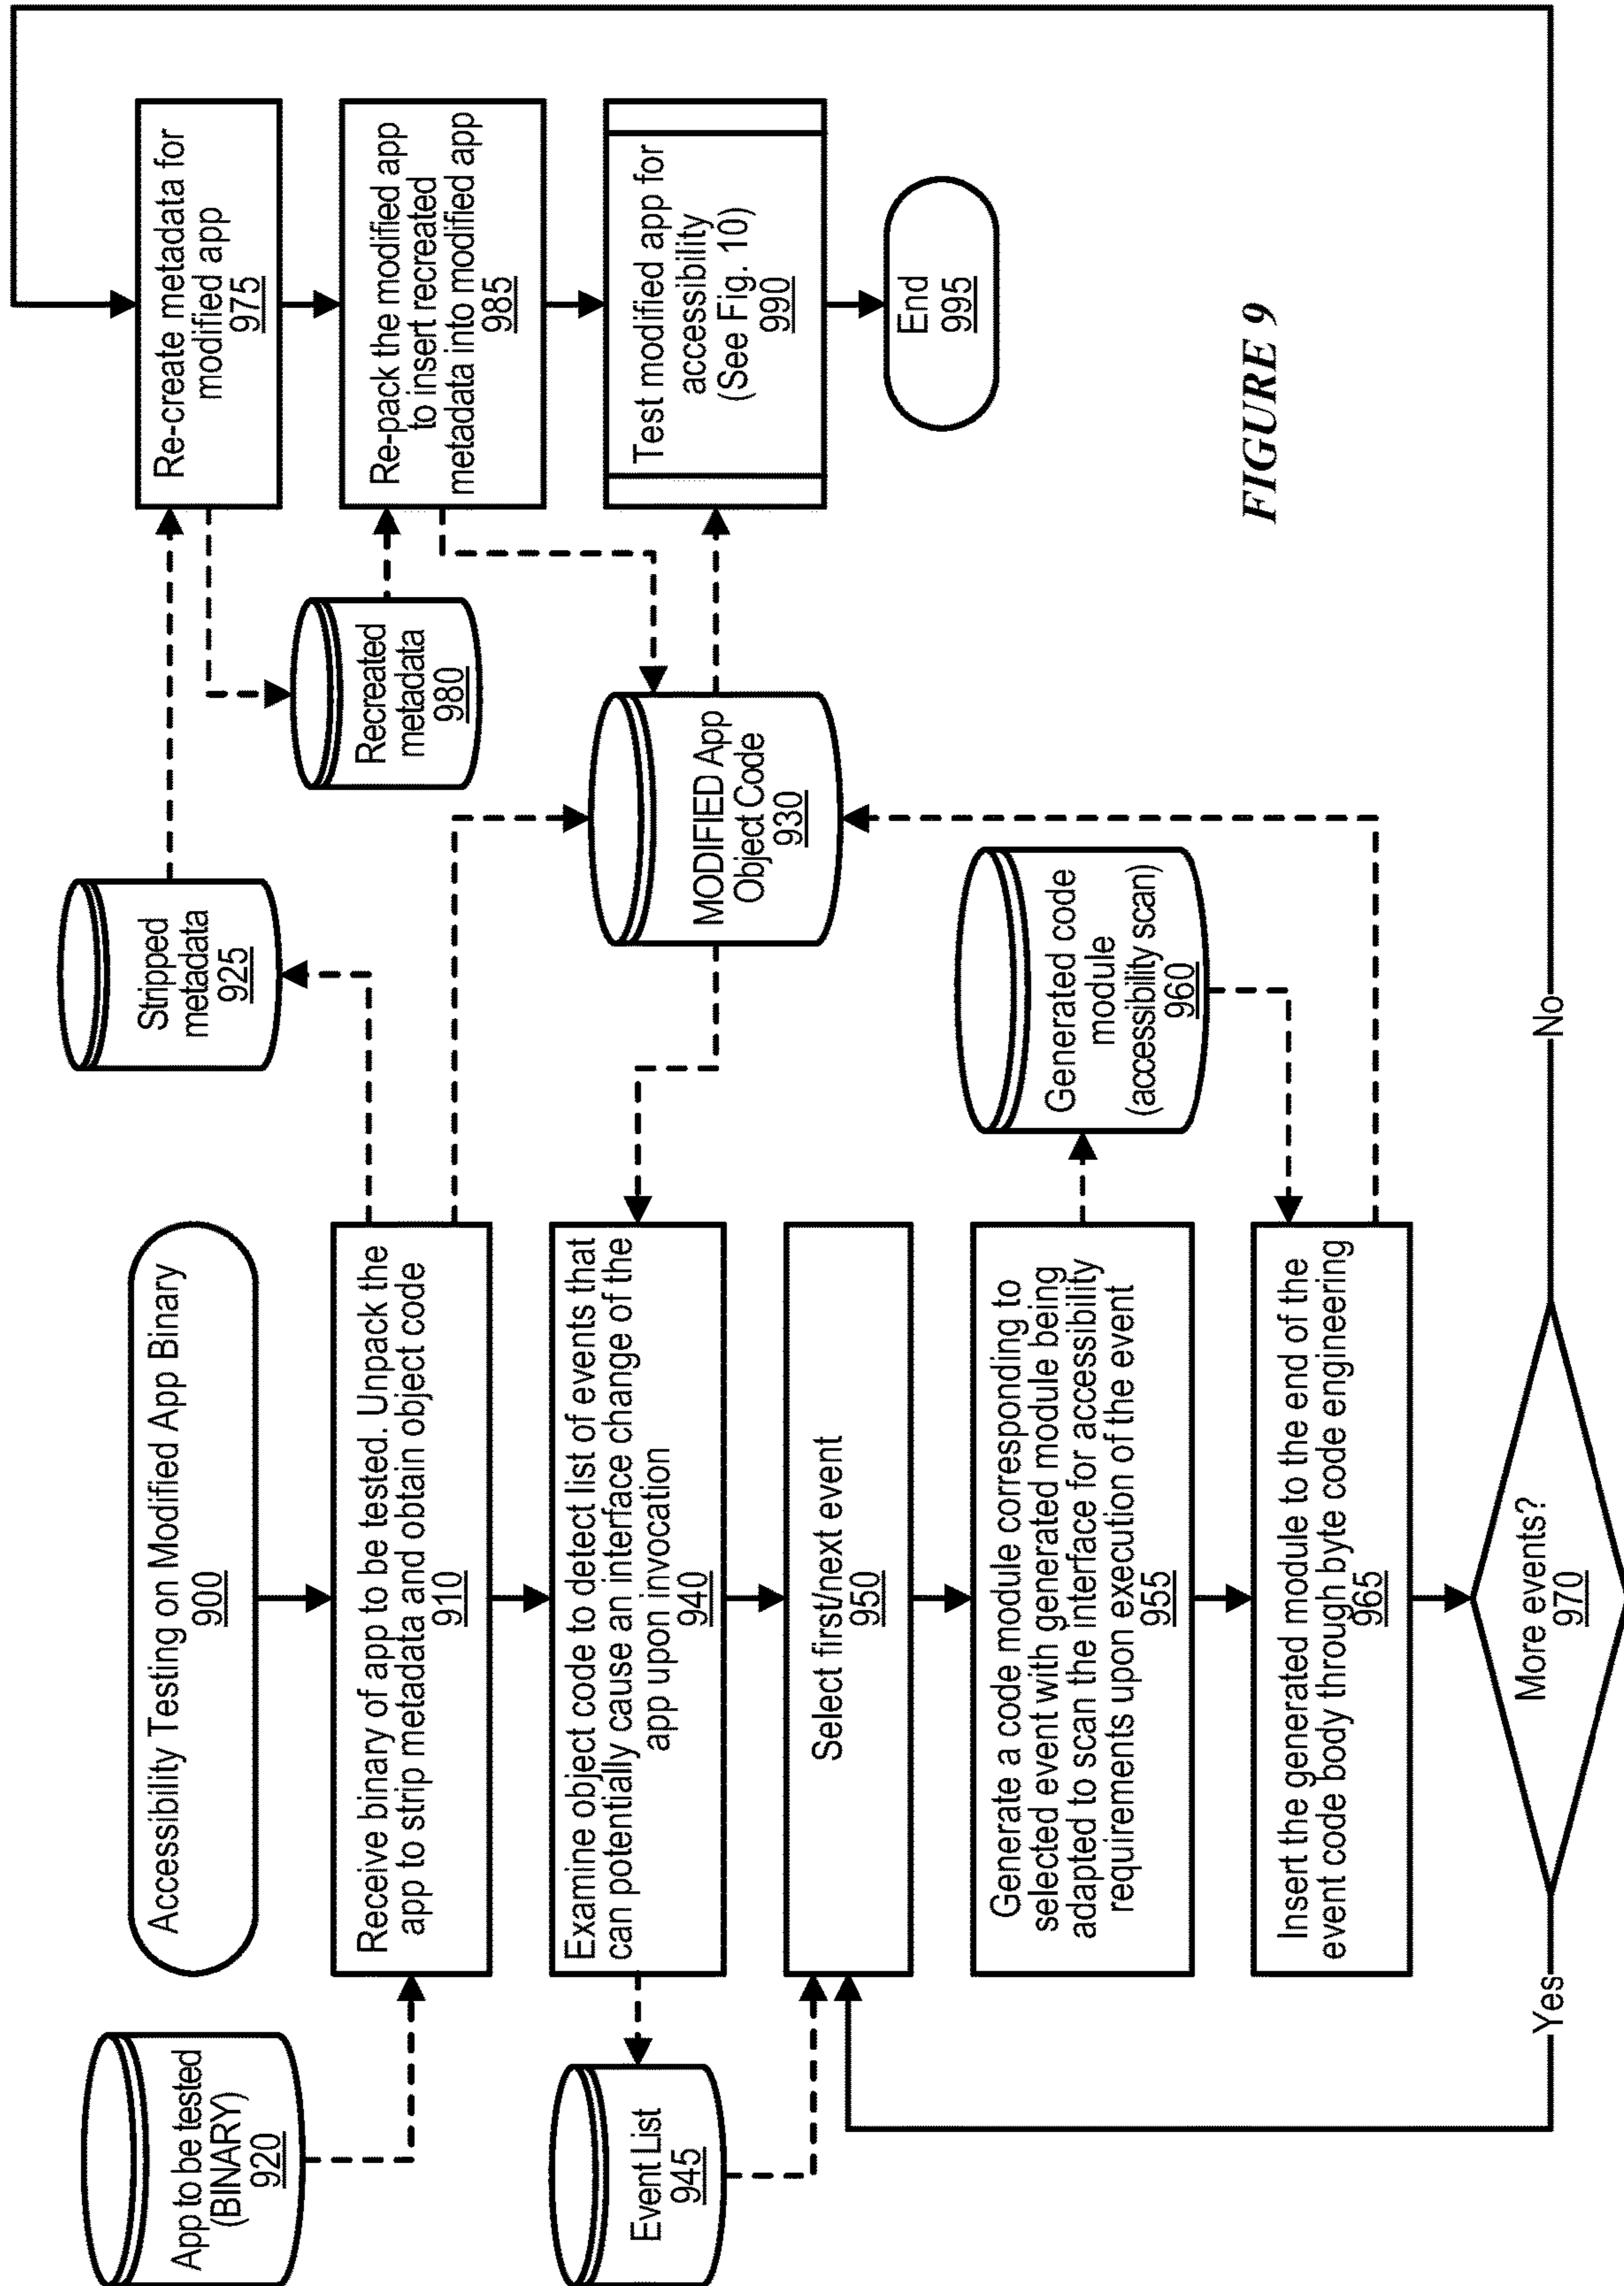 Accessibility Testing on Modified App Binary
900
App to be tested
(BINARY)
920
Receive binary of app to be tested. Unpack the
app to strip metadata and obtain object code
910
Stripped
metadata
925
Examine object code to detect list of events that
can potentially cause an interface change of the
app upon invocation
940
Event List
945
MODIFIED App
Object Code
930
Select first/next event
950
Generate a code module corresponding to
selected event with generated module being
adapted to scan the interface for accessibility
requirements upon execution of the event
955
Generated code
module
(accessibility scan)
960
Insert the generated module to the end of the
event code body through byte code engineering
965
More events?
970
Yes
No
Re-create metadata for
modified app
975
Recreated
metadata
980
Re-pack the modified app
to insert recreated
metadata into modified app
985
Test modified app for
accessibility
(See Fig. 10)
990
End
995
FIGURE 9